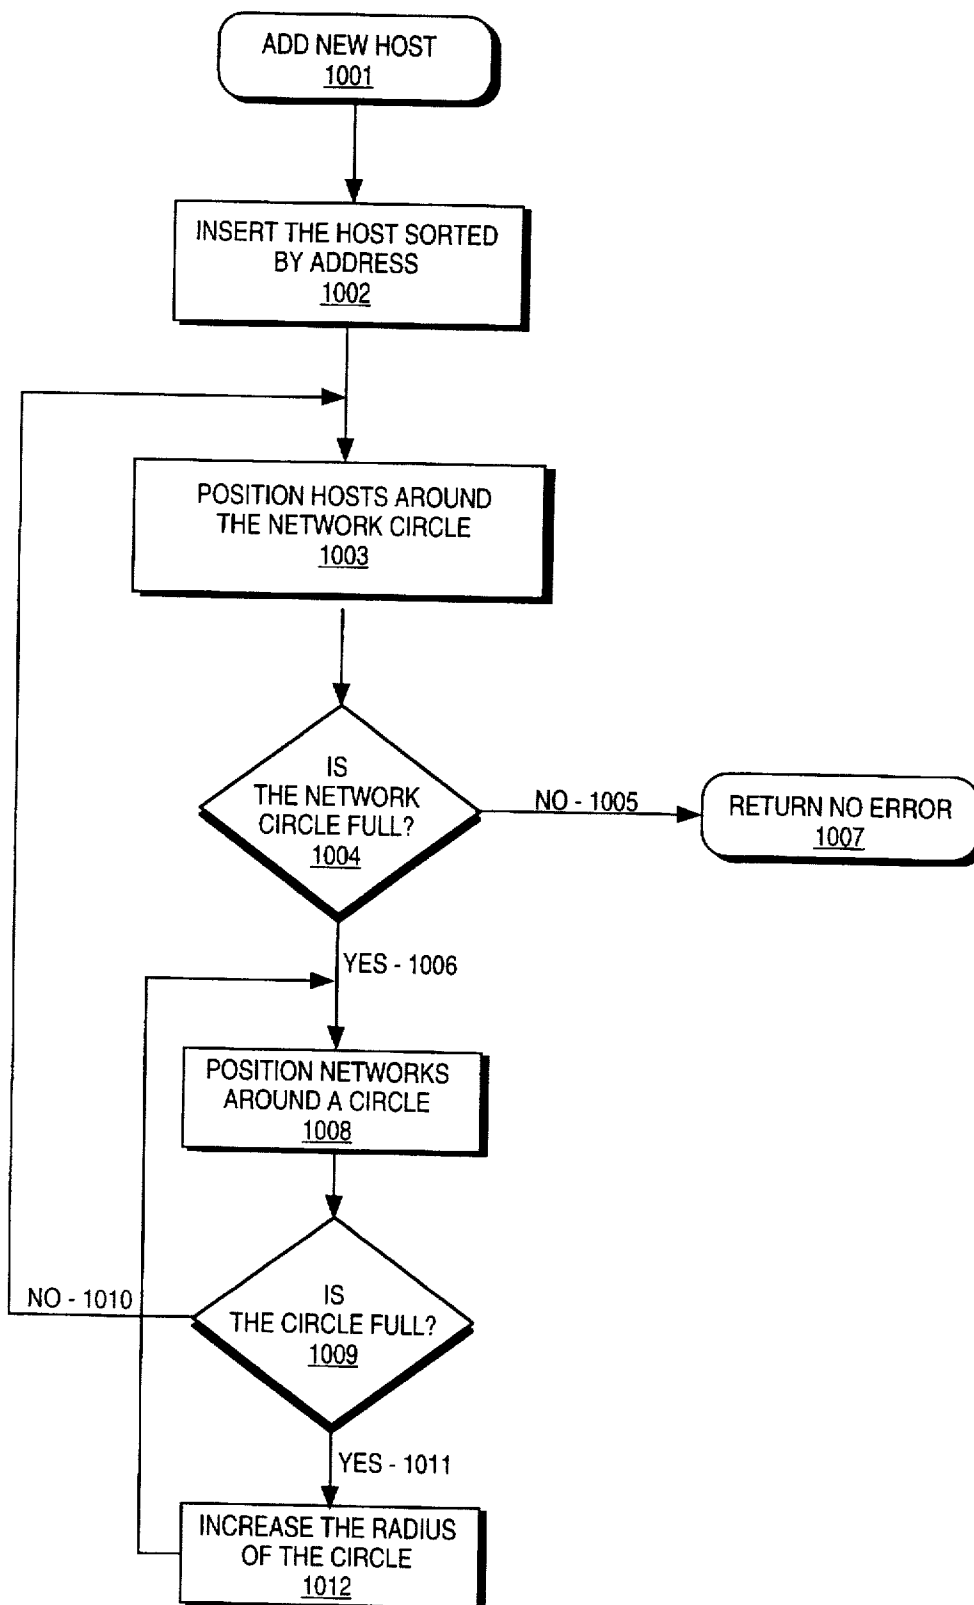 ADD NEW HOST
1001
INSERT THE HOST SORTED
BY ADDRESS
1002
POSITION HOSTS AROUND
THE NETWORK CIRCLE
1003
IS
THE NETWORK
CIRCLE FULL?
1004
NO - 1005
RETURN NO ERROR
1007
YES - 1006
POSITION NETWORKS
AROUND A CIRCLE
1008
IS
THE CIRCLE FULL?
1009
NO - 1010
YES - 1011
INCREASE THE RADIUS
OF THE CIRCLE
1012